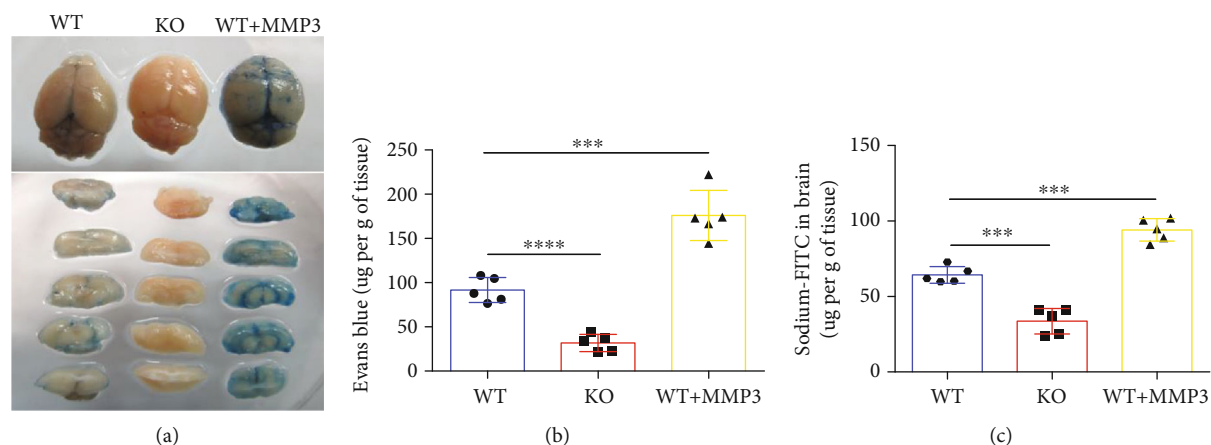 WT KO WT+MMP3
(a)
Evans blue (ug per g of tissue)
250
200
150
100
50
0
***
****
WT KO WT+MMP3
(b)
Sodium-FITC in brain
(ug per g of tissue)
150
100
50
0
***
***
WT KO WT+MMP3
(c)